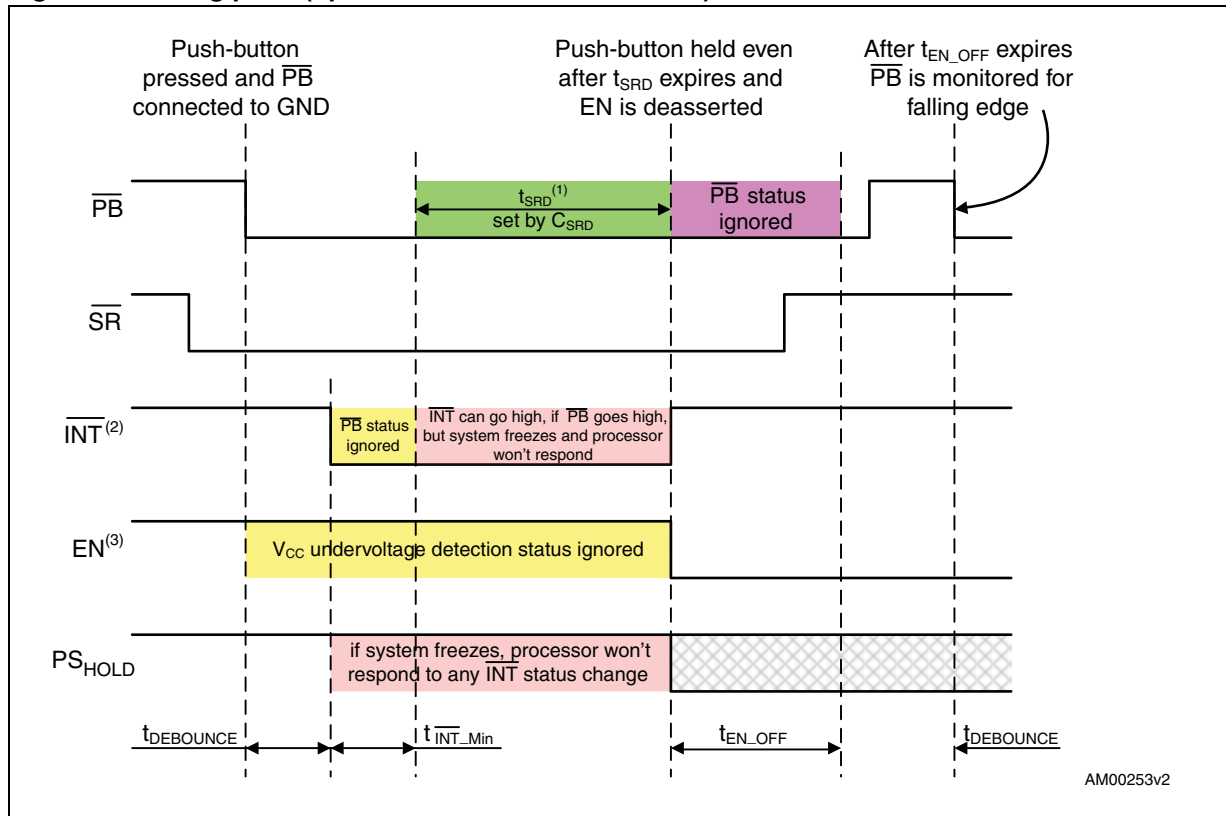 Push-button
pressed and PB
connected to GND
Push-button held even
after tSRD expires and
EN is deasserted
After tEN_OFF expires
PB is monitored for
falling edge
PB
tSRD(1)
set by CSRD
PB status
ignored
SR
INT(2)
PB status
ignored
INT can go high, if PB goes high,
but system freezes and processor
won't respond
EN(3)
VCC undervoltage detection status ignored
PSHOLD
if system freezes, processor won't
respond to any INT status change
tDEBOUNCE
tINT_Min
tEN_OFF
tDEBOUNCE
AM00253v2